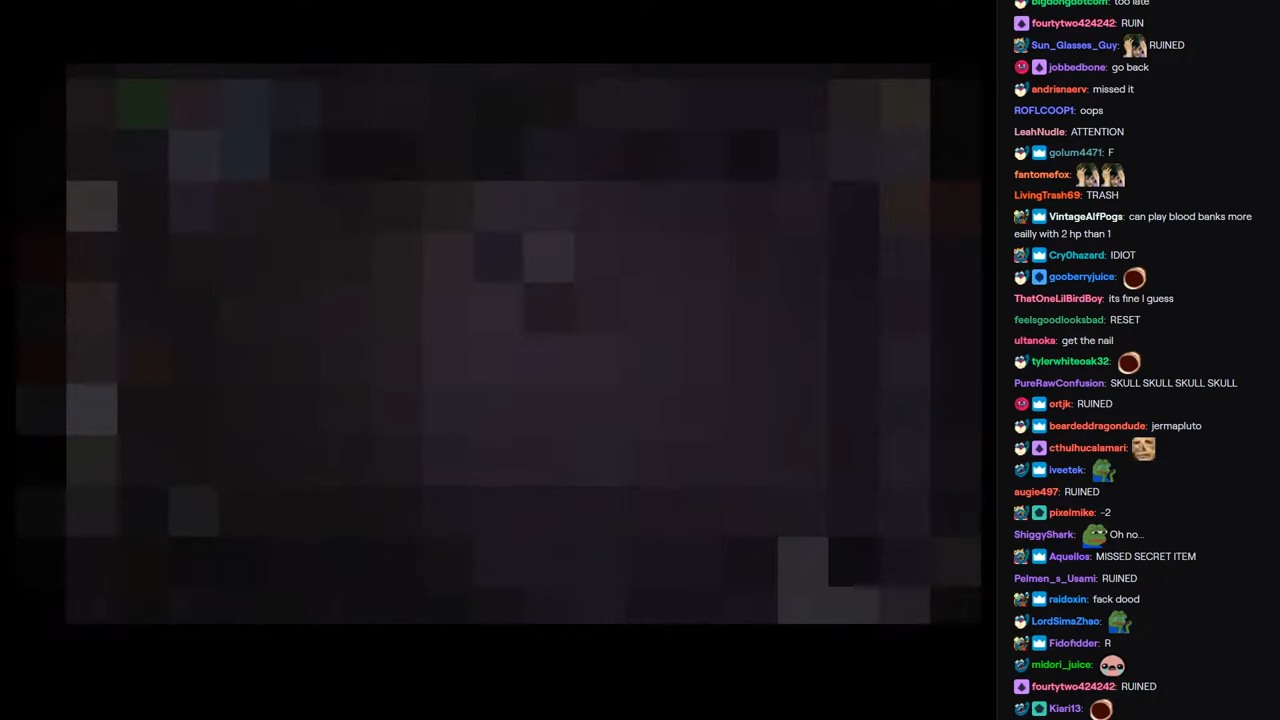 bigdongdotcom: too late
fourtytwo424242: RUIN
Sun_Glasses_Guy: RUINED
jobbedbone: go back
andrisnaerv: missed it
ROFLCOOP1: oops
LeahNudle: ATTENTION
golum4471: F
fantomefox:
LivingTrash69: TRASH
VintageAlfPogs: can play blood banks more
eailly with 2 hp than 1
Cry0hazard: IDIOT
gooberryjuice:
ThatOneLilBirdBoy: its fine I guess
feelsgoodlooksbad: RESET
ultanoka: get the nail
tylerwhiteoak32:
PureRawConfusion: SKULL SKULL SKULL SKULL
ortjk: RUINED
beardeddragondude: jermapluto
cthulhucalamari:
iveetek:
augie497: RUINED
pixelmike: -2
ShiggyShark: Oh no...
Aquellos: MISSED SECRET ITEM
Pelmen_s_Usami: RUINED
raidoxin: fack dood
LordSimaZhao:
Fidofidder: R
midori_juice:
fourtytwo424242: RUINED
Kiari13: